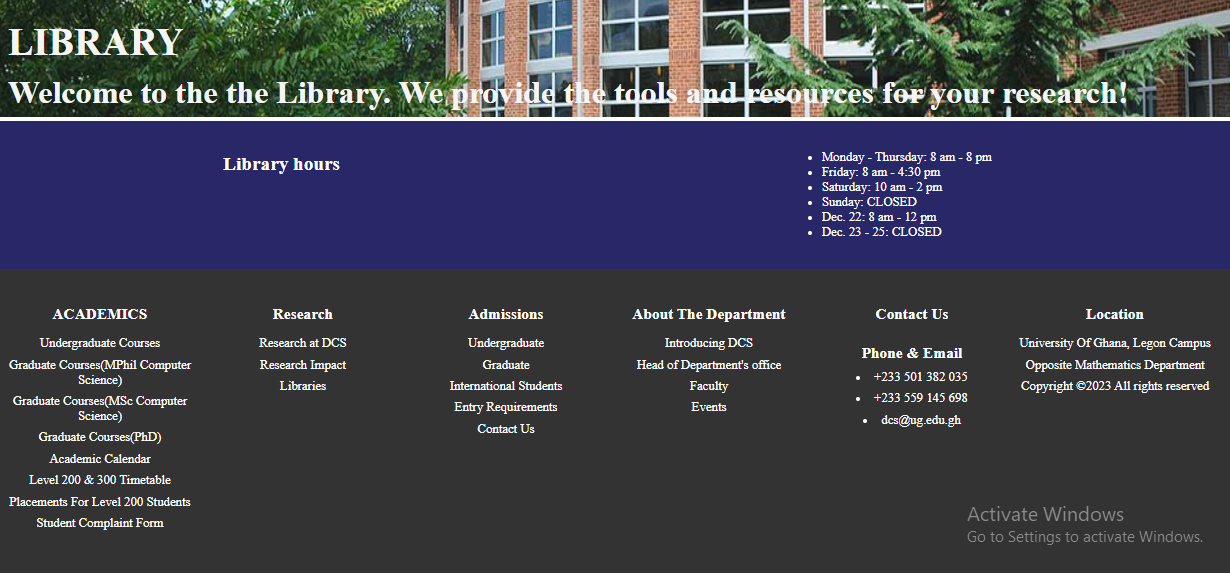 LIBRARY
Welcome to the the Library. We provide the tools and resources for your research!
Library hours
Monday - Thursday: 8 am - 8 pm
Friday: 8 am - 4:30 pm
Saturday: 10 am - 2 pm
Sunday: CLOSED
Dec. 22: 8 am - 12 pm
Dec. 23 - 25: CLOSED
ACADEMICS
Undergraduate Courses
Graduate Courses(MPhil Computer
Science)
Graduate Courses(MSc Computer
Science)
Graduate Courses(PhD)
Academic Calendar
Level 200 & 300 Timetable
Placements For Level 200 Students
Student Complaint Form
Research
Research at DCS
Research Impact
Libraries
Admissions
Undergraduate
Graduate
International Students
Entry Requirements
Contact Us
About The Department
Introducing DCS
Head of Department's office
Faculty
Events
Contact Us
Phone & Email
+233 501 382 035
+233 559 145 698
dcs@ug.edu.gh
Location
University Of Ghana, Legon Campus
Opposite Mathematics Department
Copyright ©2023 All rights reserved
Activate Windows
Go to Settings to activate Windows.